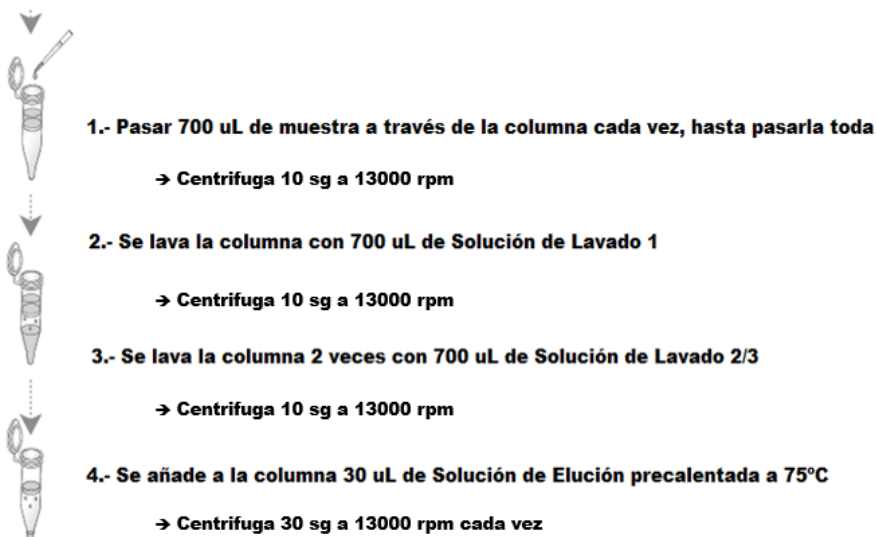 1.- Pasar 700 uL de muestra a través de la columna cada vez, hasta pasarla toda
→ Centrifuga 10 sg a 13000 rpm
2.- Se lava la columna con 700 uL de Solución de Lavado 1
→ Centrifuga 10 sg a 13000 rpm
3.- Se lava la columna 2 veces con 700 uL de Solución de Lavado 2/3
→ Centrifuga 10 sg a 13000 rpm
4.- Se añade a la columna 30 uL de Solución de Elución precalentada a 75ºC
→ Centrifuga 30 sg a 13000 rpm cada vez